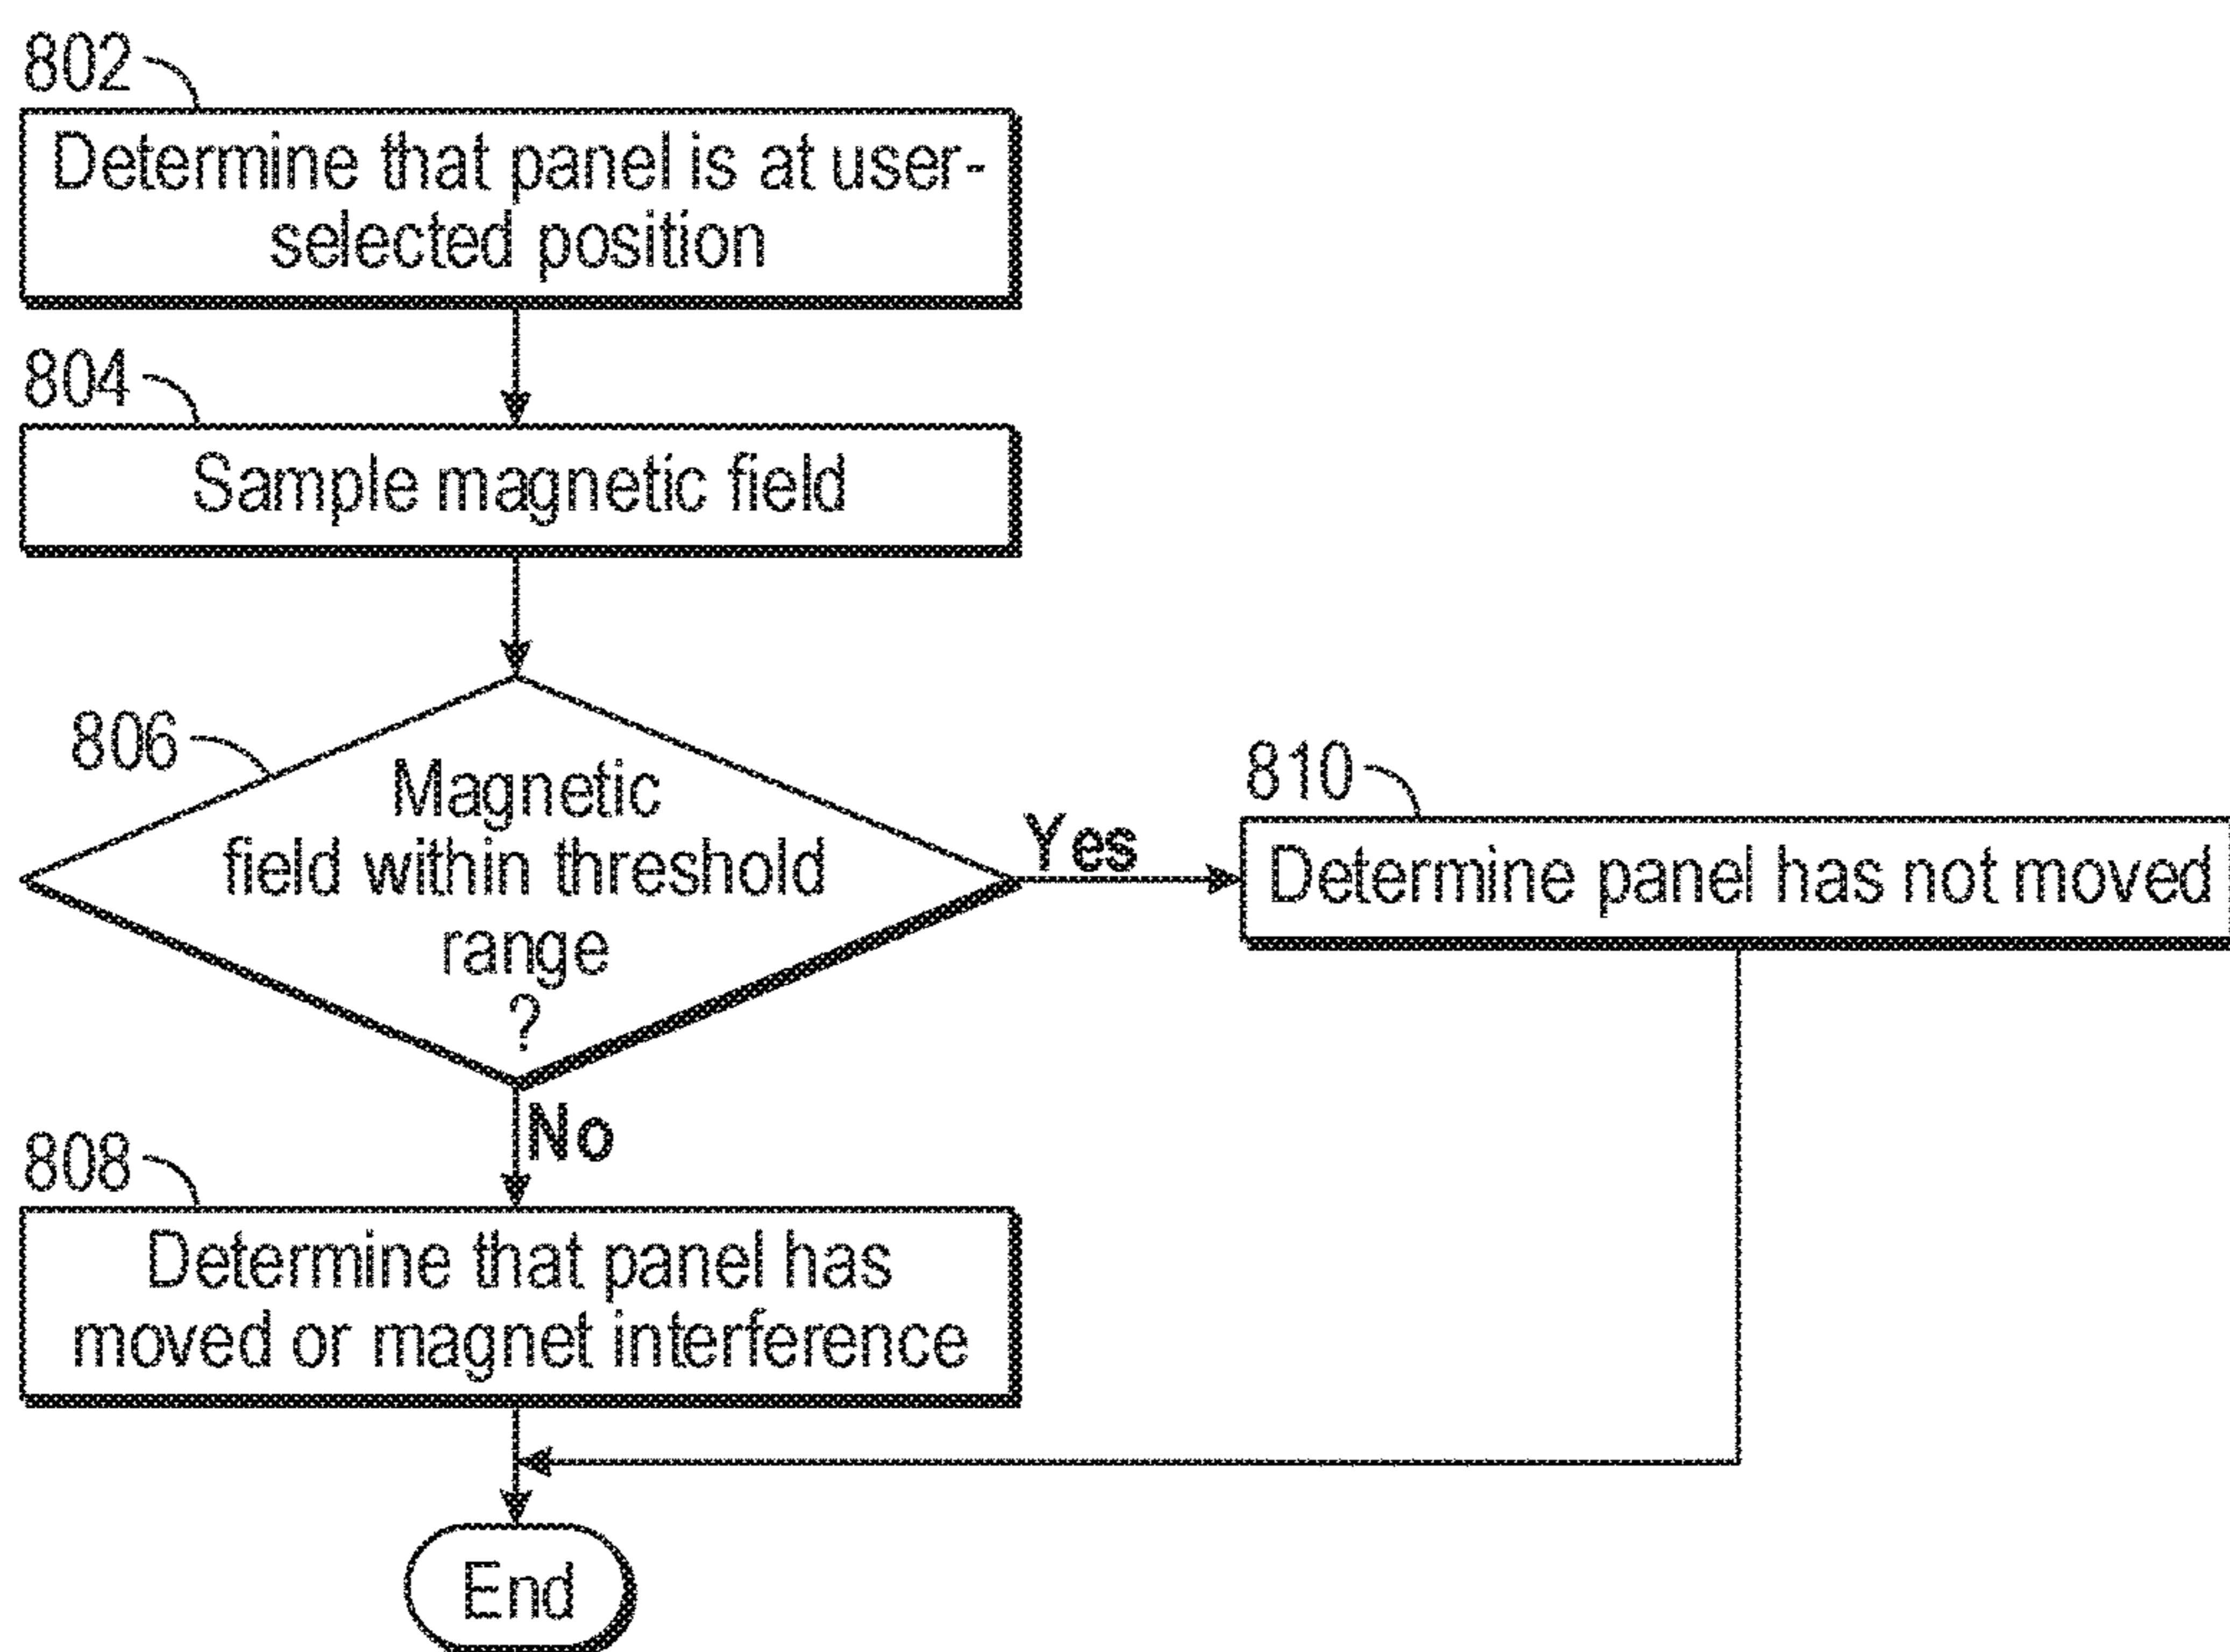 802
Determine that panel is at user-
selected position
804
Sample magnetic field
806
Magnetic
field within threshold
range
?
Yes
810
Determine panel has not moved
No
808
Determine that panel has
moved or magnet interference
End